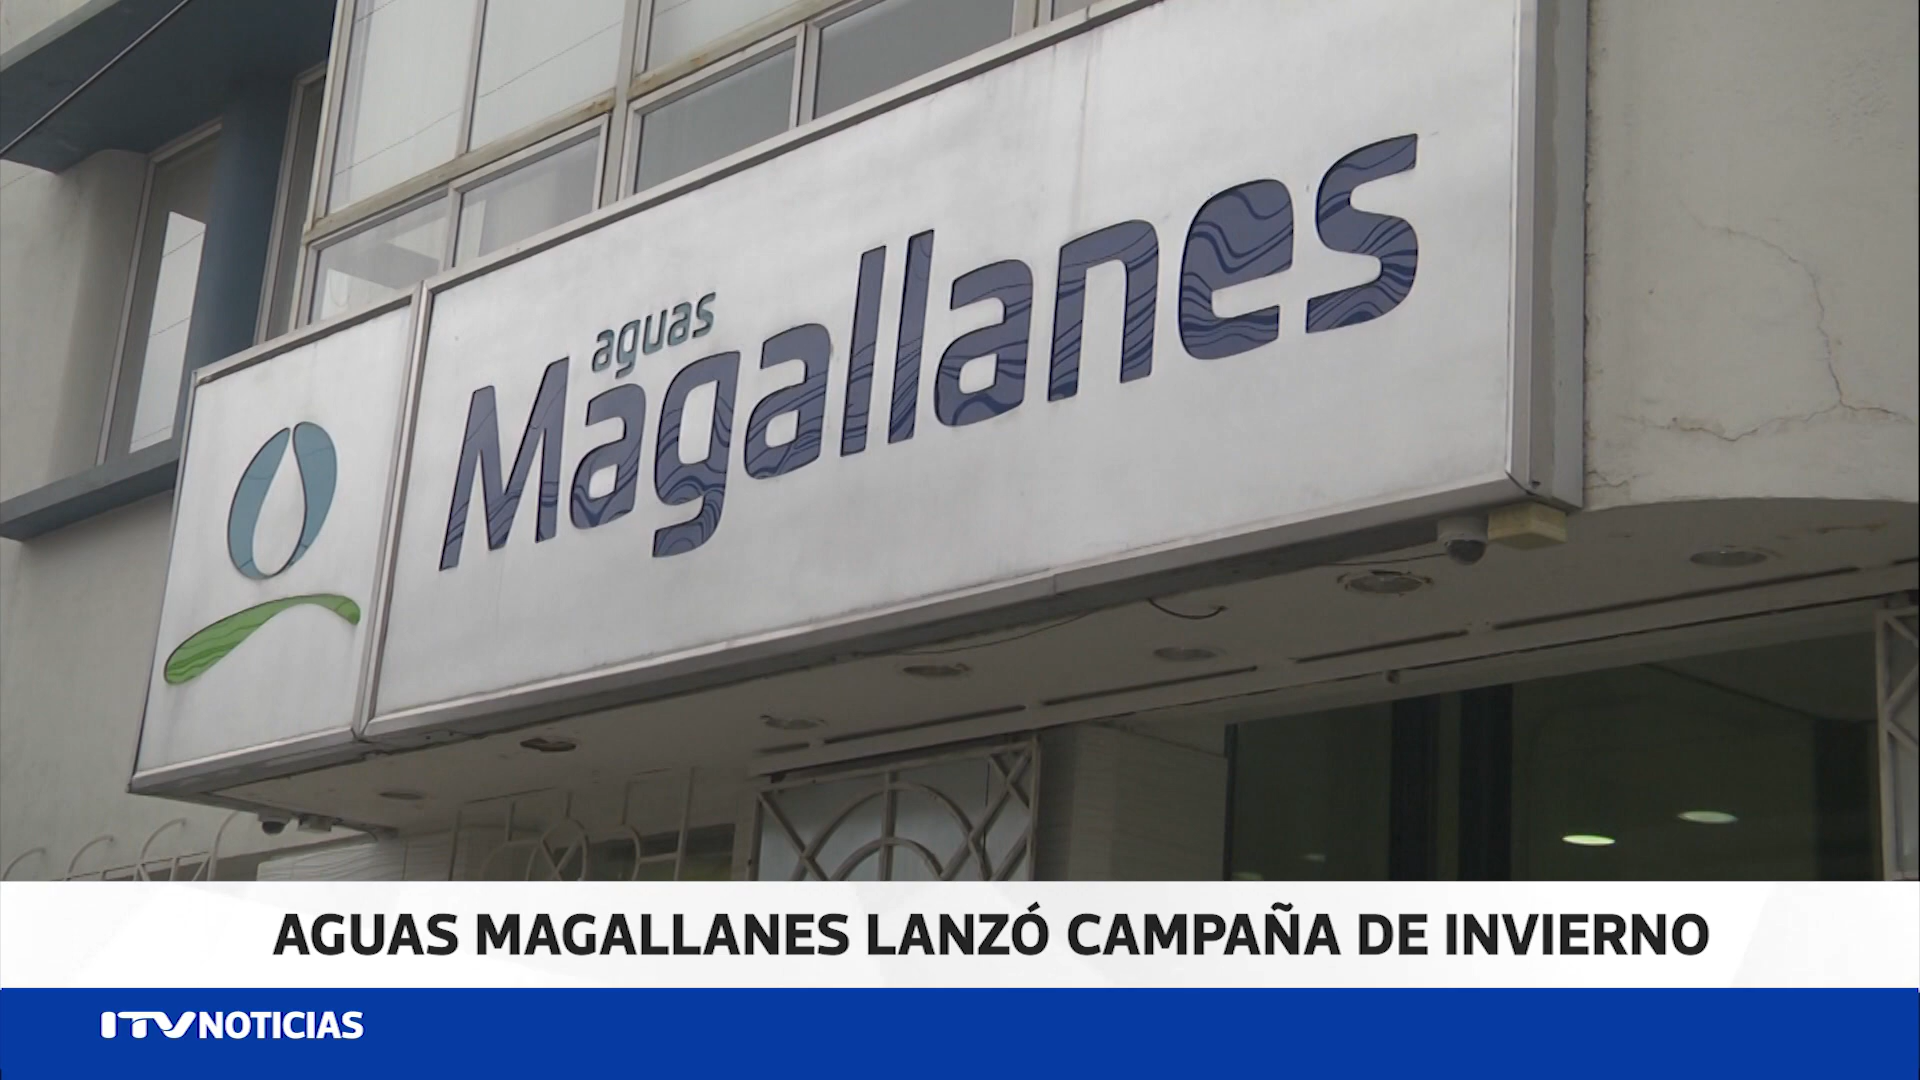 aguas
Magallanes
AGUAS MAGALLANES LANZÓ CAMPAÑA DE INVIERNO
ITV NOTICIAS